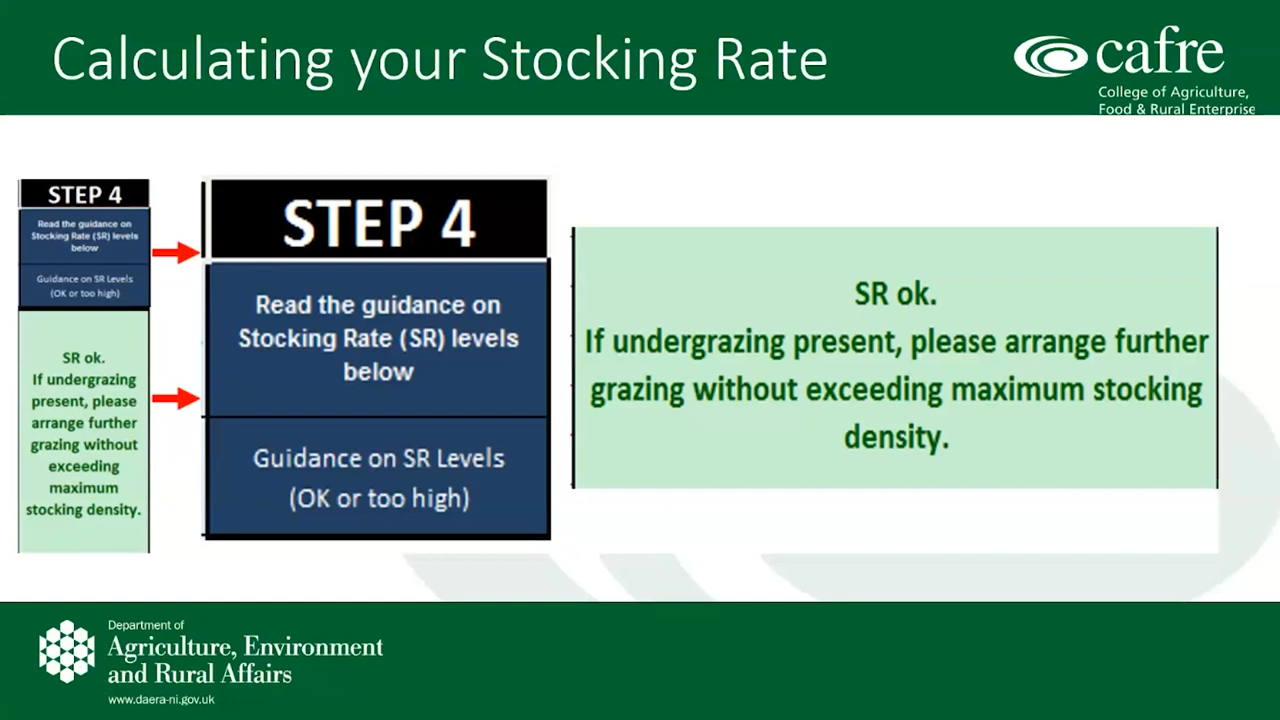 Calculating your Stocking Rate
cafre
College of Agriculture,
Food & Rural Enterprise
STEP 4
Read the guidance on
Stocking Rate (SR) levels
below
Guidance on SR Levels
(OK or too high)
SR ok.
If undergrazing
present, please
arrange further
grazing without
exceeding
maximum
stocking density.
STEP 4
Read the guidance on
Stocking Rate (SR) levels
below
Guidance on SR Levels
(OK or too high)
SR ok.
If undergrazing present, please arrange further
grazing without exceeding maximum stocking
density.
Department of
Agriculture, Environment
and Rural Affairs
www.daera-ni.gov.uk